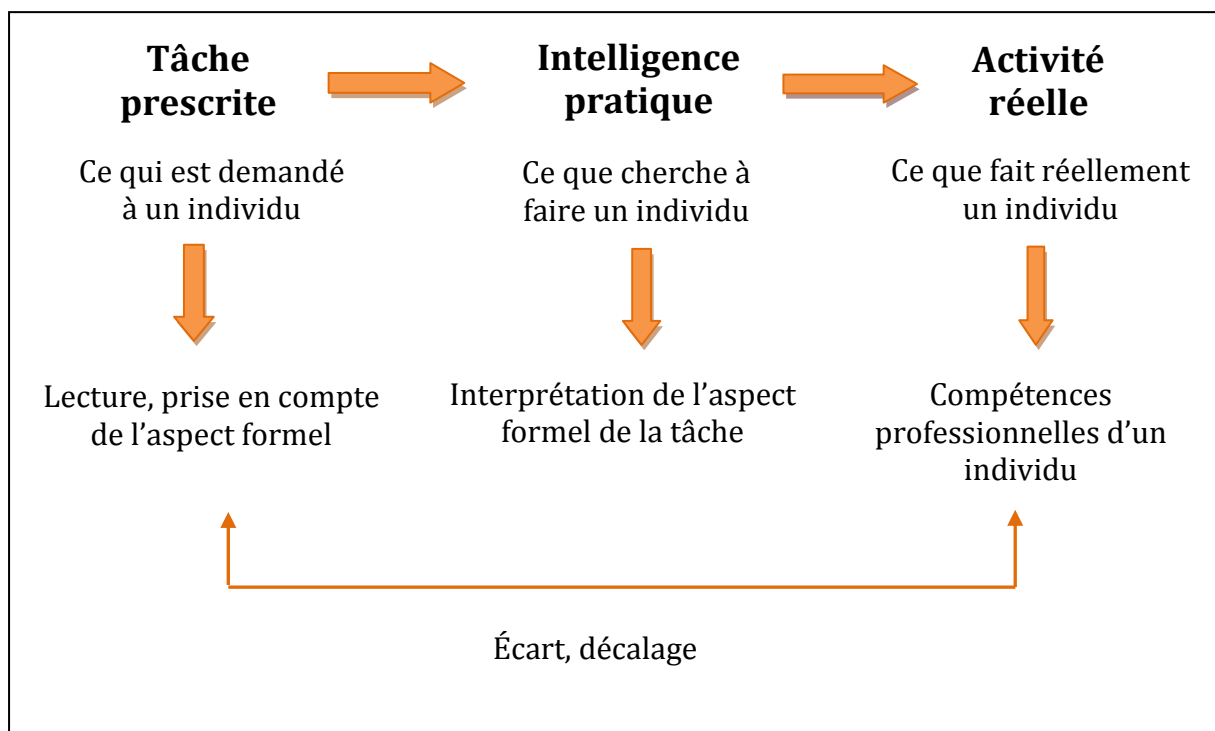 Tâche
prescrite
Intelligence
pratique
Activité
réelle
Ce qui est demandé
à un individu
Ce que cherche à
faire un individu
Ce que fait réellement
un individu
Lecture, prise en compte
de l’aspect formel
Interprétation de l’aspect
formel de la tâche
Compétences
professionnelles d’un
individu
Écart, décalage